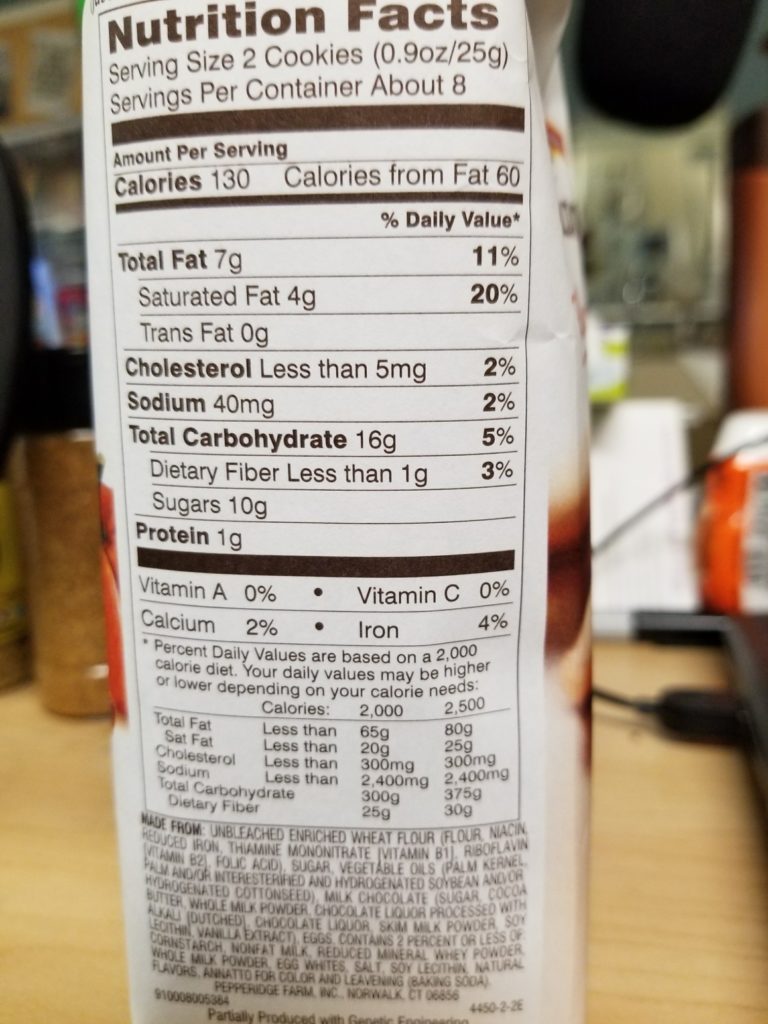 Nutrition Facts
Serving Size 2 Cookies (0.9oz/25g)
Servings Per Container About 8
Amount Per Serving
Calories 130 Calories from Fat 60
% Daily Value*
Total Fat 7g 11%
Saturated Fat 4g 20%
Trans Fat 0g
Cholesterol Less than 5mg 2%
Sodium 40mg 2%
Total Carbohydrate 16g 5%
Dietary Fiber Less than 1g 3%
Sugars 10g
Protein 1g
Vitamin A 0% • Vitamin C 0%
Calcium 2% • Iron 4%
* Percent Daily Values are based on a 2,000
calorie diet. Your daily values may be higher
or lower depending on your calorie needs:
Calories: 2,000 2,500
Total Fat Less than 65g 80g
Sat Fat Less than 20g 25g
Cholesterol Less than 300mg 300mg
Sodium Less than 2,400mg 2,400mg
Total Carbohydrate 300g 375g
Dietary Fiber 25g 30g
MADE FROM: UNBLEACHED ENRICHED WHEAT FLOUR (FLOUR, NIACIN,
REDUCED IRON, THIAMINE MONONITRATE [VITAMIN B1], RIBOFLAVIN
[VITAMIN B2], FOLIC ACID), SUGAR, VEGETABLE OILS (PALM KERNEL,
PALM AND/OR INTERESTERIFIED AND HYDROGENATED SOYBEAN AND/OR
HYDROGENATED COTTONSEED), MILK CHOCOLATE (SUGAR, COCOA
BUTTER, WHOLE MILK POWDER, CHOCOLATE LIQUOR PROCESSED WITH
ALKALI (DUTCHED), CHOCOLATE LIQUOR, SKIM MILK POWDER, SOY
LECITHIN, VANILLA EXTRACT), EGGS, CONTAINS 2 PERCENT OR LESS OF:
CORNSTARCH, NONFAT MILK, REDUCED MINERAL WHEY POWDER,
WHOLE MILK POWDER, EGG WHITES, SALT, SOY LECITHIN, NATURAL
FLAVORS, ANNATTO FOR COLOR AND LEAVENING (BAKING SODA).
PEPPERIDGE FARM, INC., NORWALK, CT 06856
910008005364 4450-2-2E
Partially Produced with Genetic Engineering